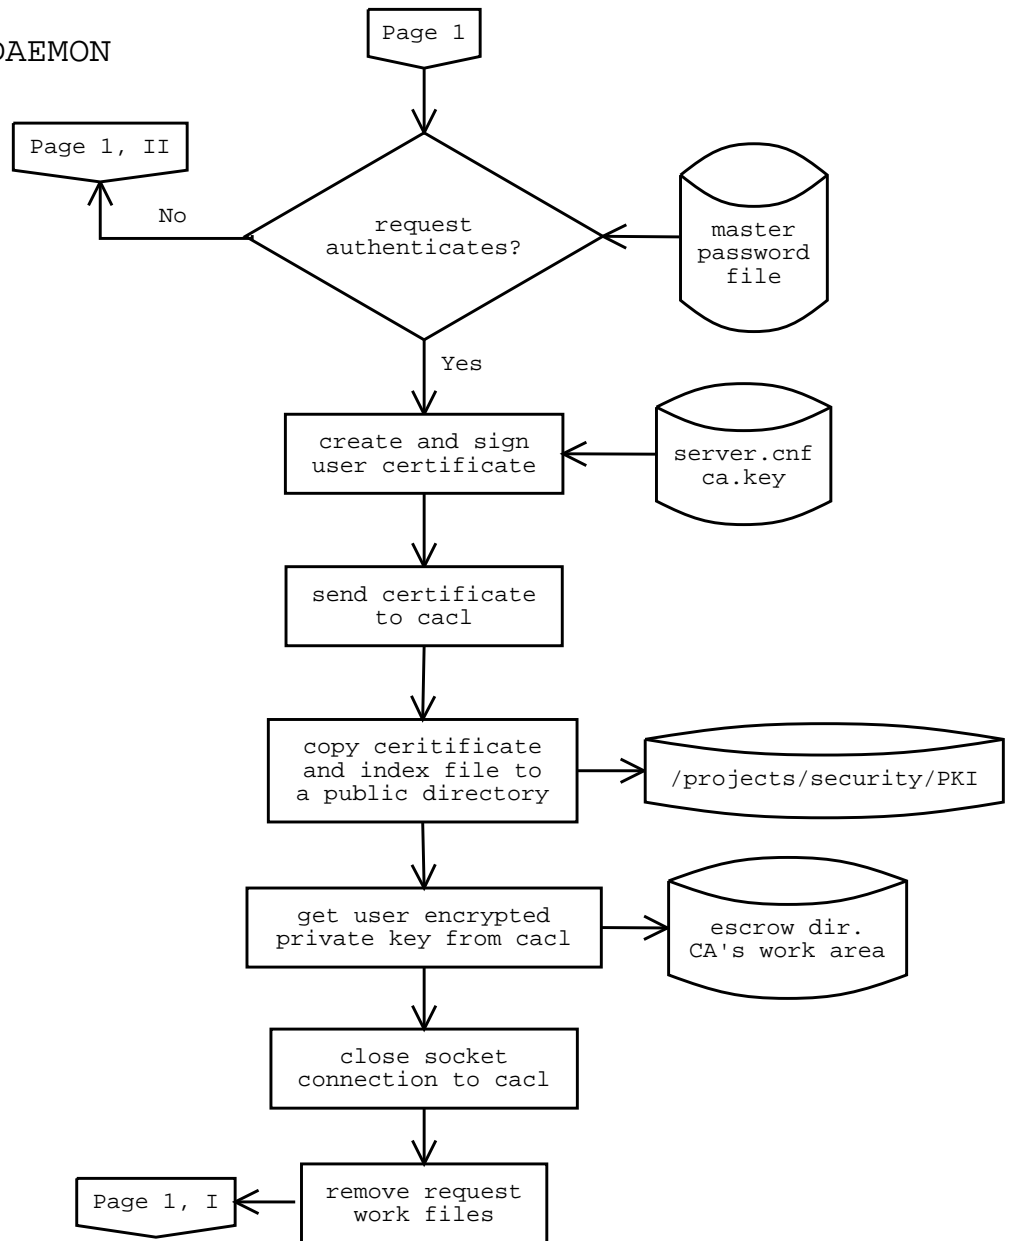 DAEMON
Page 1
Page 1, II
No
request
authenticates?
master
password
file
Yes
create and sign
user certificate
server.cnf
ca.key
send certificate
to cacl
copy ceritificate
and index file to
a public directory
/projects/security/PKI
get user encrypted
private key from cacl
escrow dir.
CA's work area
close socket
connection to cacl
remove request
work files
Page 1, I